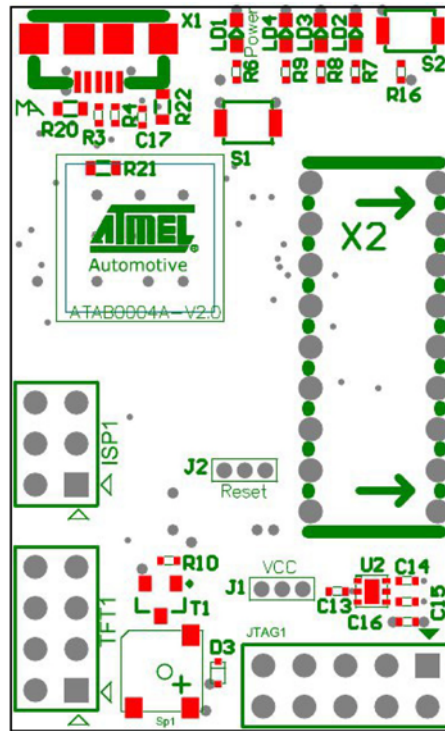 X1
LD1
Power
LD4
LD3
LD2
S2
R6
R9
R8
R7
R16
R20
R3
R4
C17
R22
S1
R21
ATMEL®
Automotive
X2
ATAB0004A-V2.0
ISP1
J2
Reset
R10
TFT1
T1
J1
VCC
U2
C14
C13
C15
C16
JTAG1
D3
+
Sp1